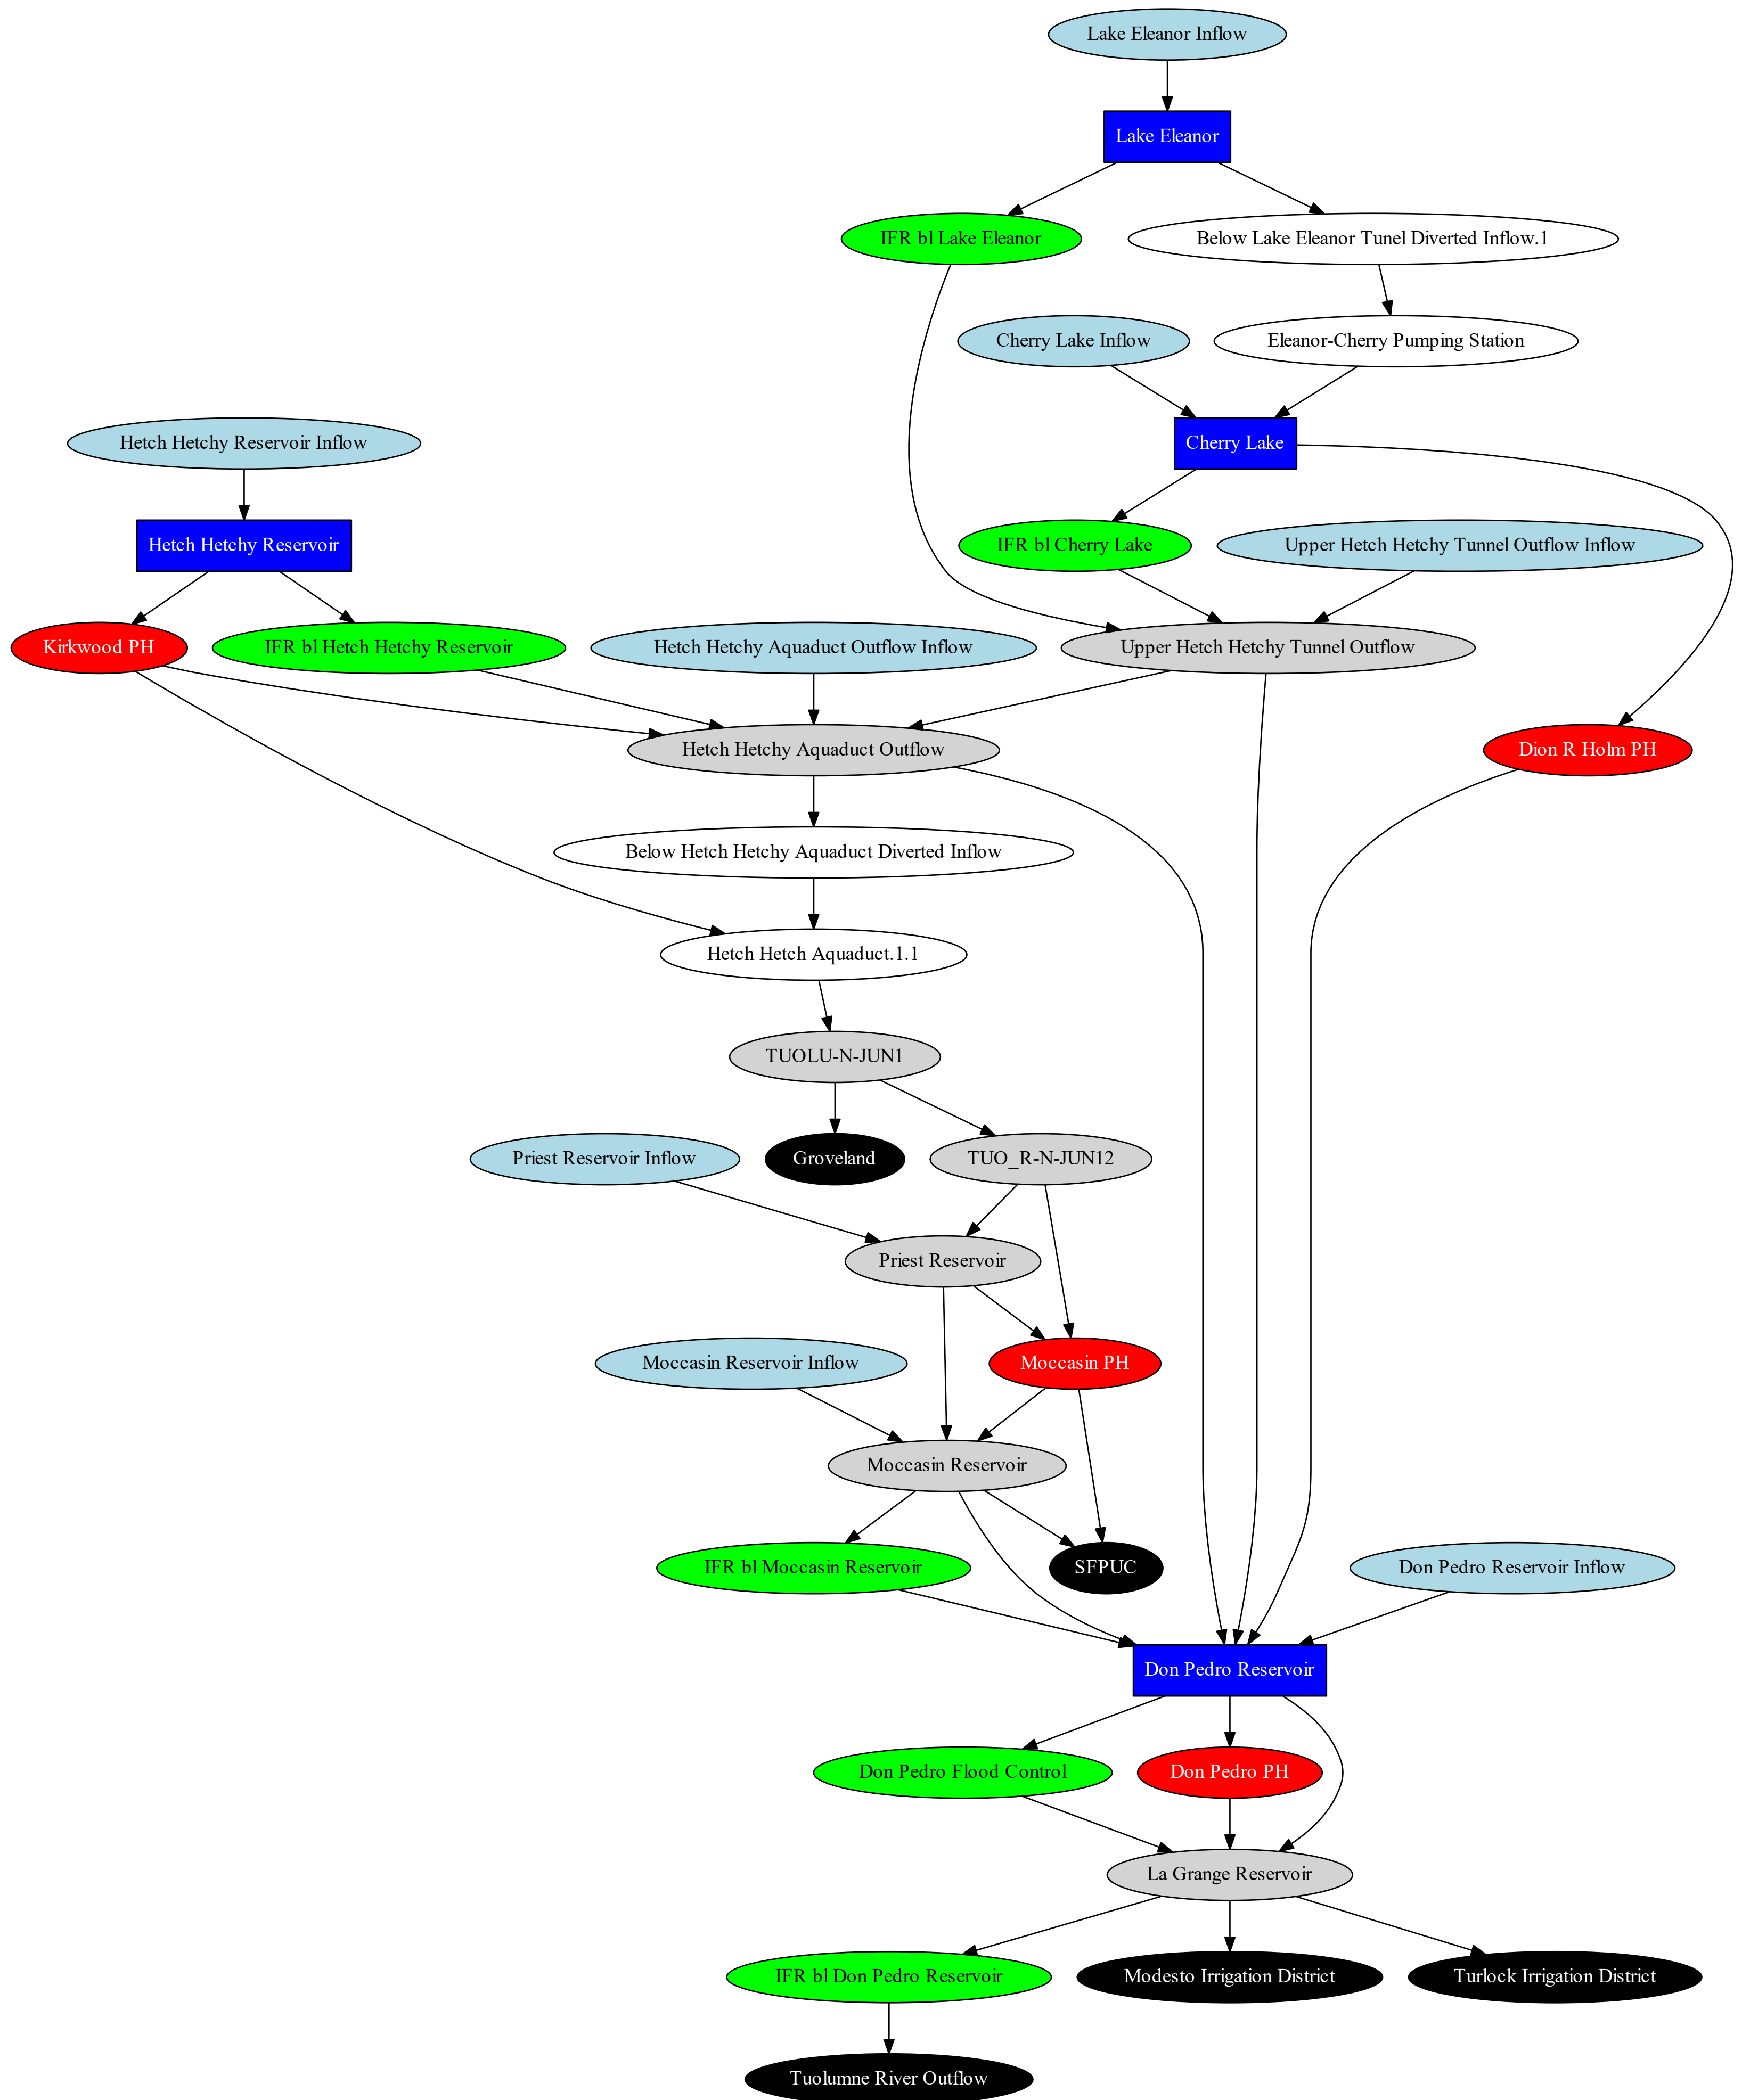 Lake Eleanor Inflow
Lake Eleanor
IFR bl Lake Eleanor
Below Lake Eleanor Tunel Diverted Inflow.1
Cherry Lake Inflow
Eleanor-Cherry Pumping Station
Hetch Hetchy Reservoir Inflow
Cherry Lake
Hetch Hetchy Reservoir
IFR bl Cherry Lake
Upper Hetch Hetchy Tunnel Outflow Inflow
Kirkwood PH
IFR bl Hetch Hetchy Reservoir
Hetch Hetchy Aquaduct Outflow Inflow
Upper Hetch Hetchy Tunnel Outflow
Hetch Hetchy Aquaduct Outflow
Dion R Holm PH
Below Hetch Hetchy Aquaduct Diverted Inflow
Hetch Hetch Aquaduct.1.1
TUOLU-N-JUN1
Priest Reservoir Inflow
Groveland
TUO_R-N-JUN12
Priest Reservoir
Moccasin Reservoir Inflow
Moccasin PH
Moccasin Reservoir
IFR bl Moccasin Reservoir
SFPUC
Don Pedro Reservoir Inflow
Don Pedro Reservoir
Don Pedro Flood Control
Don Pedro PH
La Grange Reservoir
IFR bl Don Pedro Reservoir
Modesto Irrigation District
Turlock Irrigation District
Tuolumne River Outflow